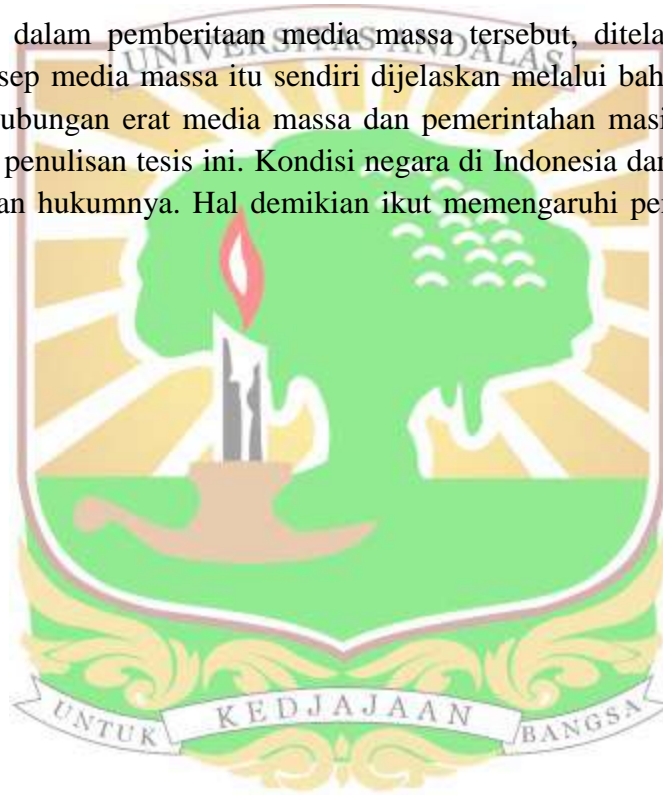 dalam pemberitaan media massa tersebut, ditela
UNIVERSITAS ANDALAS
sep media massa itu sendiri dijelaskan melalui bah
ubungan erat media massa dan pemerintahan masi
penulisan tesis ini. Kondisi negara di Indonesia dar
an hukumnya. Hal demikian ikut memengaruhi per
UNTUK KEDJAJAAN BANGSA